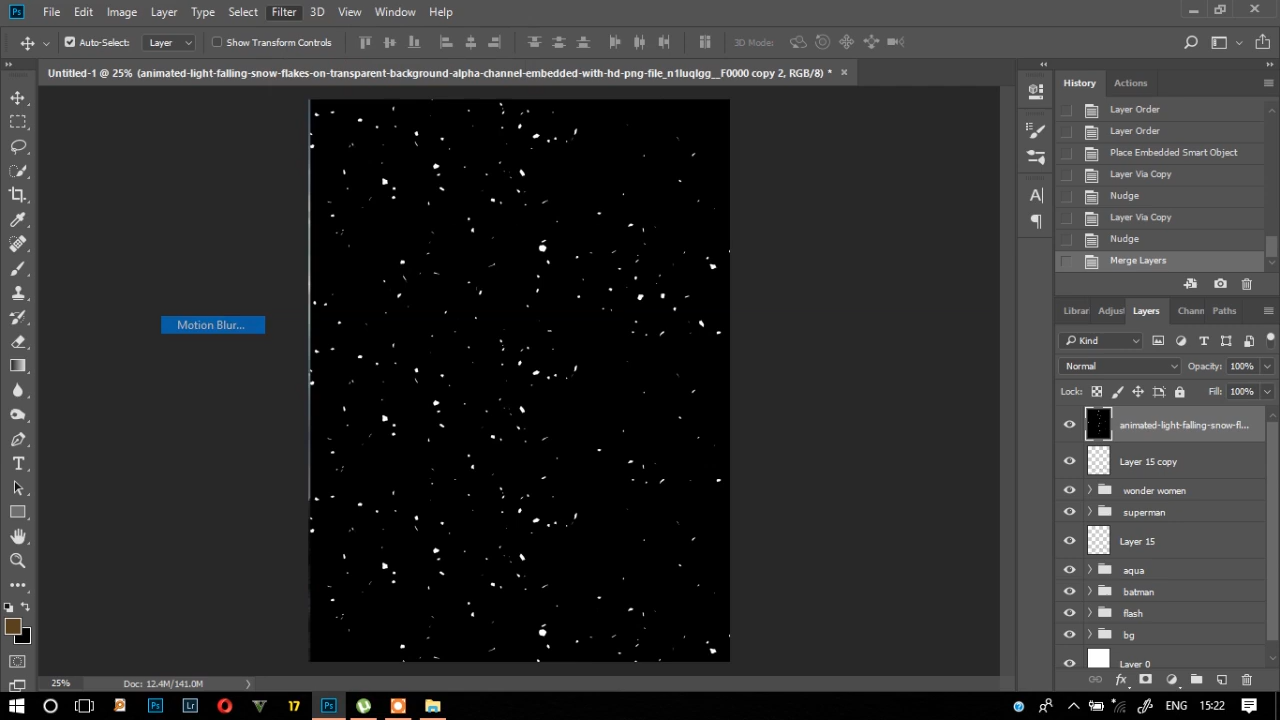 Ps File Edit Image Layer Type Select Filter 3D View Window Help
Auto-Select: Layer Show Transform Controls 3D Mode:
Untitled-1 @ 25% (animated-light-falling-snow-flakes-on-transparent-background-alpha-channel-embedded-with-hd-png-file_n1luqlgg__F0000 copy 2, RGB/8) *
History Actions
Layer Order
Layer Order
Place Embedded Smart Object
Layer Via Copy
Nudge
Layer Via Copy
Nudge
Merge Layers
Motion Blur...
Librar Adjus Layers Chann Paths
Kind
Normal Opacity: 100%
Lock: Fill: 100%
animated-light-falling-snow-fl...
Layer 15 copy
wonder women
superman
Layer 15
aqua
batman
flash
bg
Layer 0
25% Doc: 12.4M/141.0M
Ps Lr 17 Ps ENG 15:22